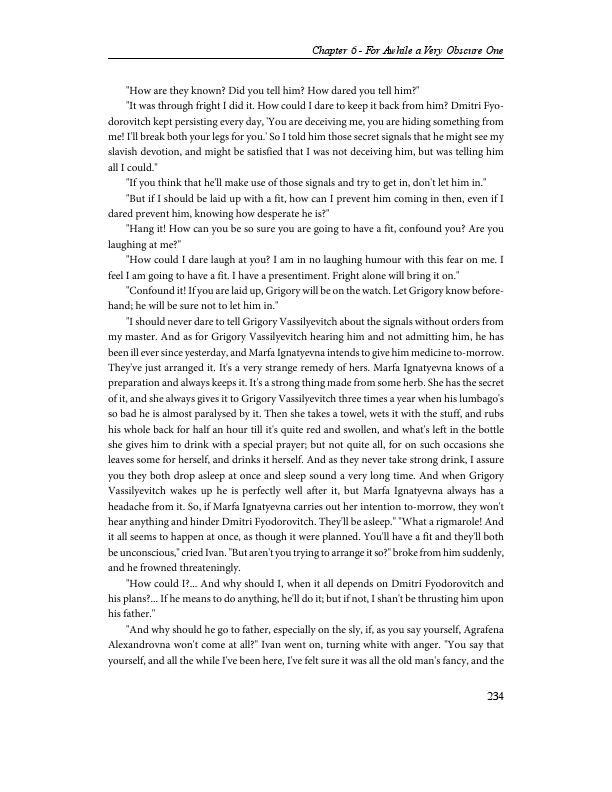 Chapter 6 - For Awhile a Very Obscure One
"How are they known? Did you tell him? How dared you tell him?"
"It was through fright I did it. How could I dare to keep it back from him? Dmitri Fyo-
dorovitch kept persisting every day, 'You are deceiving me, you are hiding something from
me! I'll break both your legs for you.' So I told him those secret signals that he might see my
slavish devotion, and might be satisfied that I was not deceiving him, but was telling him
all I could."
"If you think that he'll make use of those signals and try to get in, don't let him in."
"But if I should be laid up with a fit, how can I prevent him coming in then, even if I
dared prevent him, knowing how desperate he is?"
"Hang it! How can you be so sure you are going to have a fit, confound you? Are you
laughing at me?"
"How could I dare laugh at you? I am in no laughing humour with this fear on me. I
feel I am going to have a fit. I have a presentiment. Fright alone will bring it on."
"Confound it! If you are laid up, Grigory will be on the watch. Let Grigory know before-
hand; he will be sure not to let him in."
"I should never dare to tell Grigory Vassilyevitch about the signals without orders from
my master. And as for Grigory Vassilyevitch hearing him and not admitting him, he has
been ill ever since yesterday, and Marfa Ignatyevna intends to give him medicine to-morrow.
They've just arranged it. It's a very strange remedy of hers. Marfa Ignatyevna knows of a
preparation and always keeps it. It's a strong thing made from some herb. She has the secret
of it, and she always gives it to Grigory Vassilyevitch three times a year when his lumbago's
so bad he is almost paralysed by it. Then she takes a towel, wets it with the stuff, and rubs
his whole back for half an hour till it's quite red and swollen, and what's left in the bottle
she gives him to drink with a special prayer; but not quite all, for on such occasions she
leaves some for herself, and drinks it herself. And as they never take strong drink, I assure
you they both drop asleep at once and sleep sound a very long time. And when Grigory
Vassilyevitch wakes up he is perfectly well after it, but Marfa Ignatyevna always has a
headache from it. So, if Marfa Ignatyevna carries out her intention to-morrow, they won't
hear anything and hinder Dmitri Fyodorovitch. They'll be asleep." "What a rigmarole! And
it all seems to happen at once, as though it were planned. You'll have a fit and they'll both
be unconscious," cried Ivan. "But aren't you trying to arrange it so?" broke from him suddenly,
and he frowned threateningly.
"How could I?... And why should I, when it all depends on Dmitri Fyodorovitch and
his plans?... If he means to do anything, he'll do it; but if not, I shan't be thrusting him upon
his father."
"And why should he go to father, especially on the sly, if, as you say yourself, Agrafena
Alexandrovna won't come at all?" Ivan went on, turning white with anger. "You say that
yourself, and all the while I've been here, I've felt sure it was all the old man's fancy, and the
234